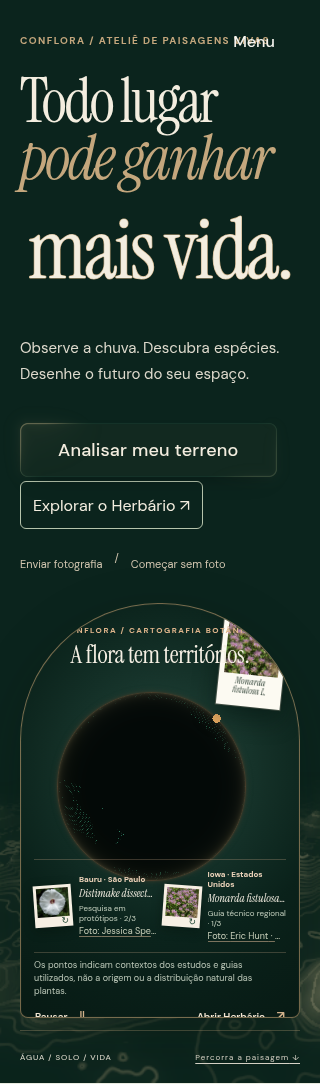 CONFLORA / ATELIÊ DE PAISAGENS VIVAS
Menu
Todo lugar
pode ganhar
mais vida.
Observe a chuva. Descubra espécies.
Desenhe o futuro do seu espaço.
Analisar meu terreno
Explorar o Herbário ↗
Enviar fotografia / Começar sem foto
NFLORA / CARTOGRAFIA BOTÂN
A flora tem territórios.
Monarda
fistulosa L.
Bauru · São Paulo
Distimake dissect...
Pesquisa em
protótipos · 2/3
Foto: Jessica Spe...
Iowa · Estados
Unidos
Monarda fistulosa...
Guia técnico regional
· 1/3
Foto: Eric Hunt · ...
Os pontos indicam contextos dos estudos e guias
utilizados, não a origem ou a distribuição natural das
plantas.
Pausar
Abrir Herbário ↗
ÁGUA / SOLO / VIDA
Percorra a paisagem ↓